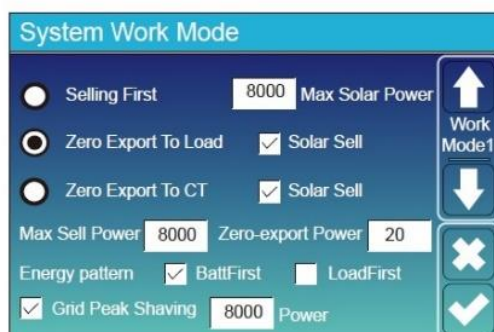 System Work Mode
Selling First 8000 Max Solar Power
Zero Export To Load Solar Sell
Zero Export To CT Solar Sell
Work
Mode1
Max Sell Power 8000 Zero-export Power 20
Energy pattern BattFirst LoadFirst
Grid Peak Shaving 8000 Power